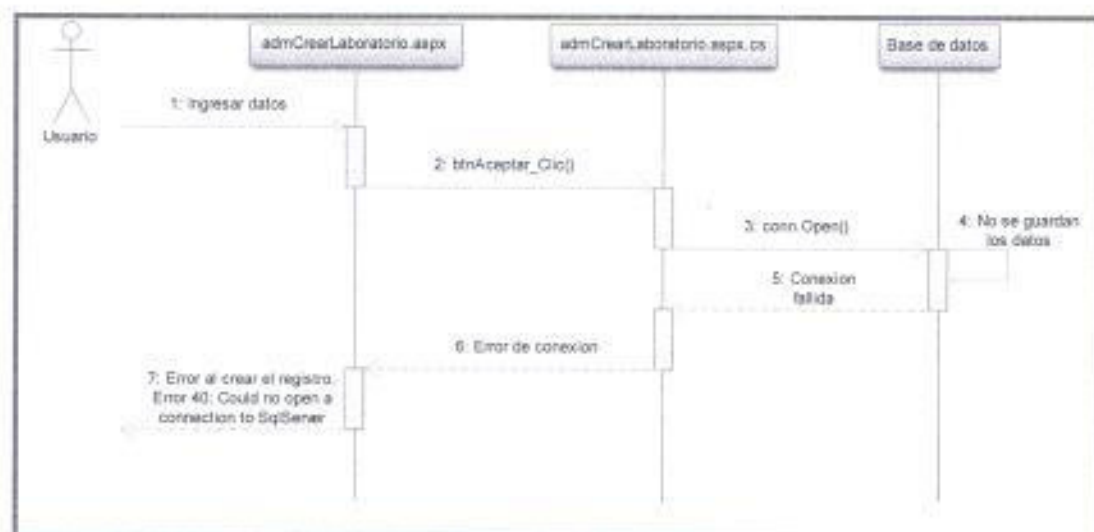 admCrearLaboratorio.aspx
admCrearLaboratorio.aspx.cs
Base de datos
Usuario
1: Ingresar datos
2: btnAceptar_Clic()
3: conn.Open()
4: No se guardan
los datos
5: Conexion
fallida
6: Error de conexion
7: Error al crear el registro.
Error 40: Could no open a
connection to SqlServer